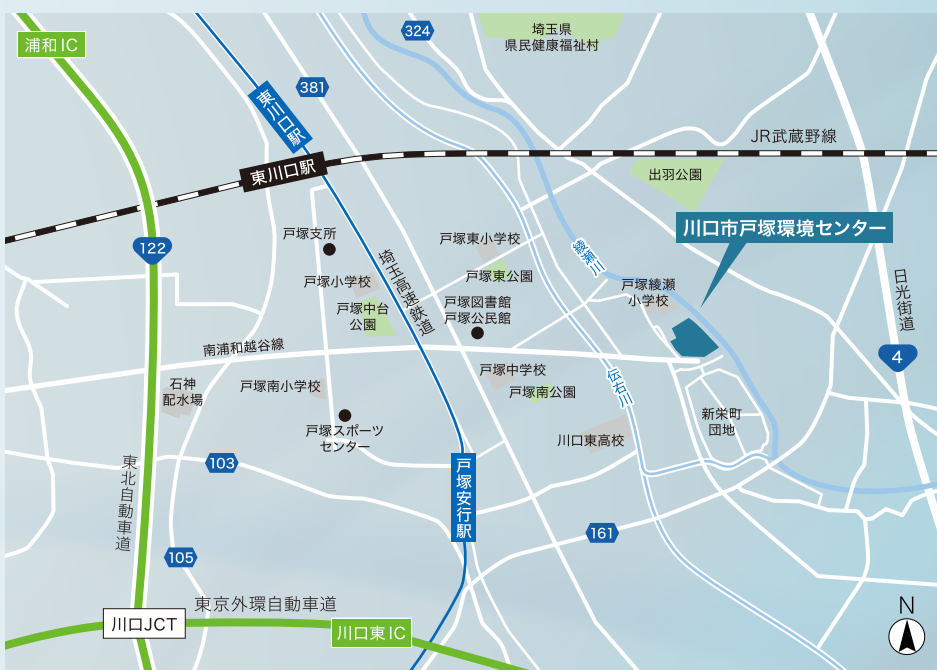 浦和IC
324
埼玉県
県民健康福祉村
381
東川口駅
JR武蔵野線
東川口駅
出羽公園
川口市戸塚環境センター
122
戸塚支所
戸塚東小学校
綾瀬川
埼玉高速鉄道
戸塚小学校
戸塚東公園
戸塚綾瀬
小学校
日光街道
戸塚中台
公園
戸塚図書館
戸塚公民館
南浦和越谷線
4
石神
配水場
戸塚南小学校
戸塚中学校
伝右川
戸塚南公園
新栄町
団地
戸塚スポーツ
センター
川口東高校
103
東北自動車道
戸塚安行駅
161
105
東京外環自動車道
川口JCT
川口東IC
N